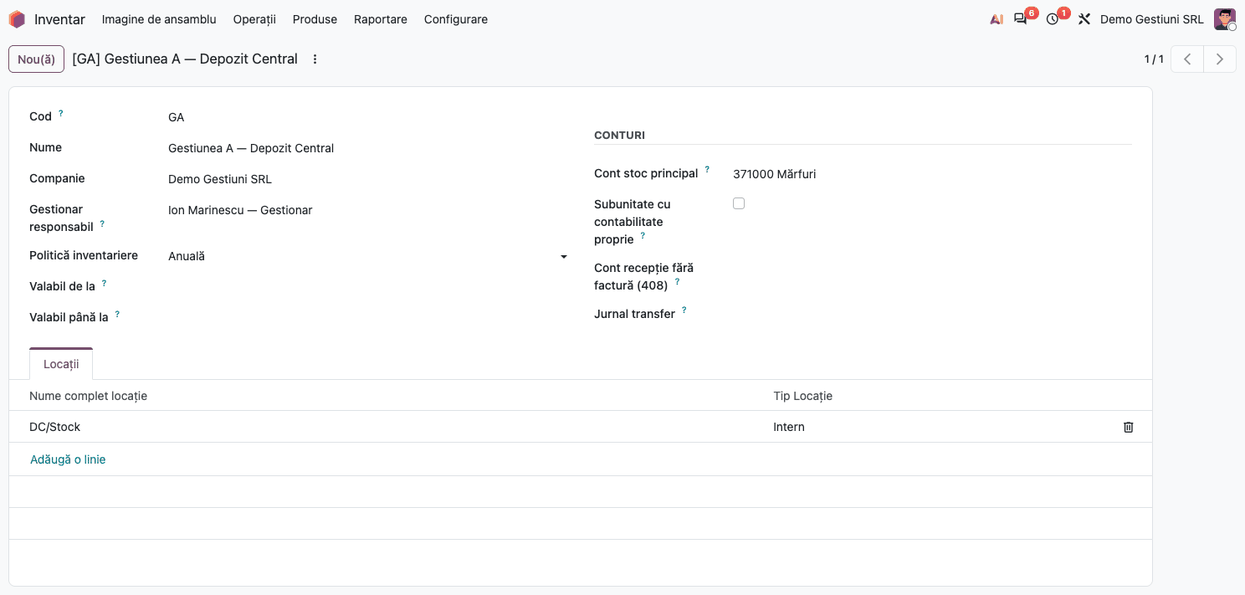 Inventar Imagine de ansamblu Operații Produse Raportare Configurare AI 6 1 Demo Gestiuni SRL
Nou(ă) [GA] Gestiunea A — Depozit Central 1 / 1
Cod ? GA
Nume Gestiunea A — Depozit Central
Companie Demo Gestiuni SRL
Gestionar responsabil ? Ion Marinescu — Gestionar
Politică inventariere Anuală
Valabil de la ?
Valabil până la ?
CONTURI
Cont stoc principal ? 371000 Mărfuri
Subunitate cu
contabilitate
proprie ?
Cont recepție fără
factură (408) ?
Jurnal transfer ?
Locații
Nume complet locație Tip Locație
DC/Stock Intern
Adăugă o linie